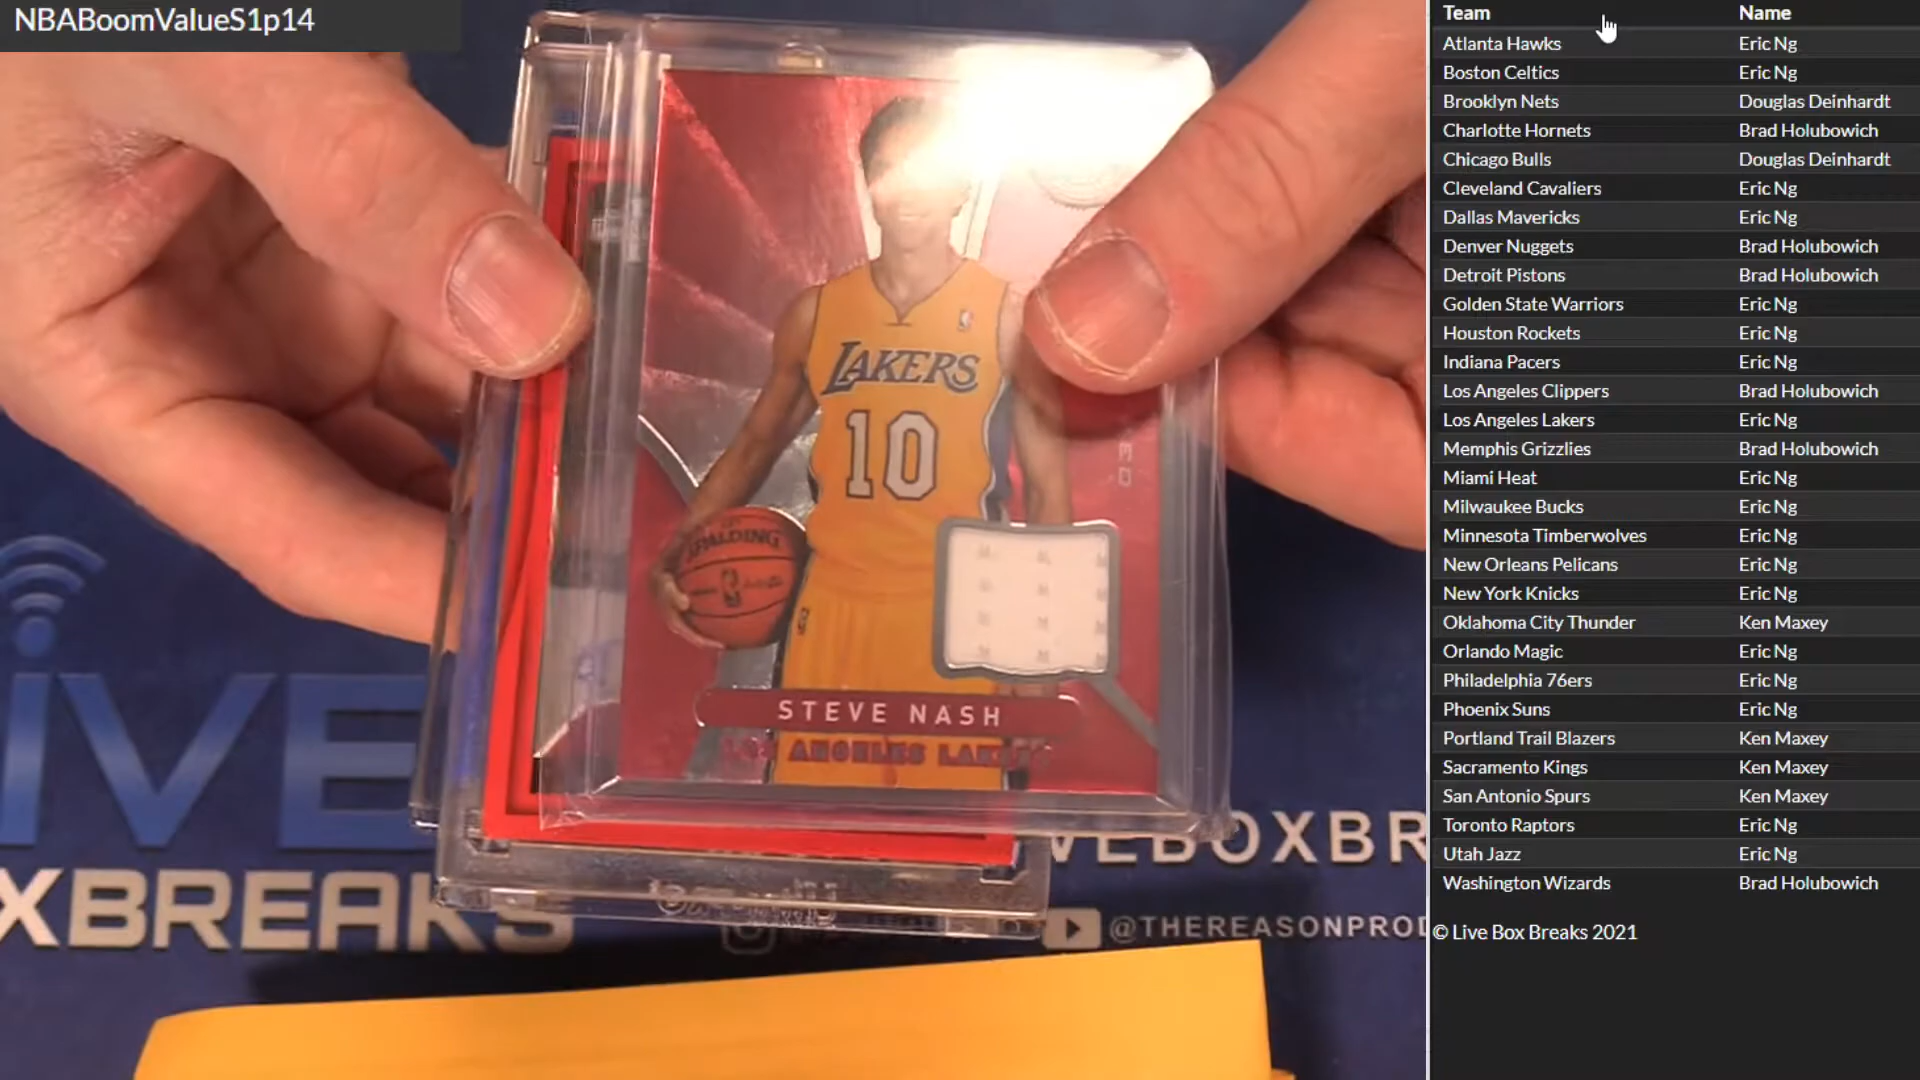 NBABoomValueS1p14
LAKERS
10
SPALDING
STEVE NASH
LOS ANGELES LAKERS
iVE
XBREAKS
VEBOXBR
@THEREASONPROD
Team Name
Atlanta Hawks Eric Ng
Boston Celtics Eric Ng
Brooklyn Nets Douglas Deinhardt
Charlotte Hornets Brad Holubowich
Chicago Bulls Douglas Deinhardt
Cleveland Cavaliers Eric Ng
Dallas Mavericks Eric Ng
Denver Nuggets Brad Holubowich
Detroit Pistons Brad Holubowich
Golden State Warriors Eric Ng
Houston Rockets Eric Ng
Indiana Pacers Eric Ng
Los Angeles Clippers Brad Holubowich
Los Angeles Lakers Eric Ng
Memphis Grizzlies Brad Holubowich
Miami Heat Eric Ng
Milwaukee Bucks Eric Ng
Minnesota Timberwolves Eric Ng
New Orleans Pelicans Eric Ng
New York Knicks Eric Ng
Oklahoma City Thunder Ken Maxey
Orlando Magic Eric Ng
Philadelphia 76ers Eric Ng
Phoenix Suns Eric Ng
Portland Trail Blazers Ken Maxey
Sacramento Kings Ken Maxey
San Antonio Spurs Ken Maxey
Toronto Raptors Eric Ng
Utah Jazz Eric Ng
Washington Wizards Brad Holubowich
© Live Box Breaks 2021